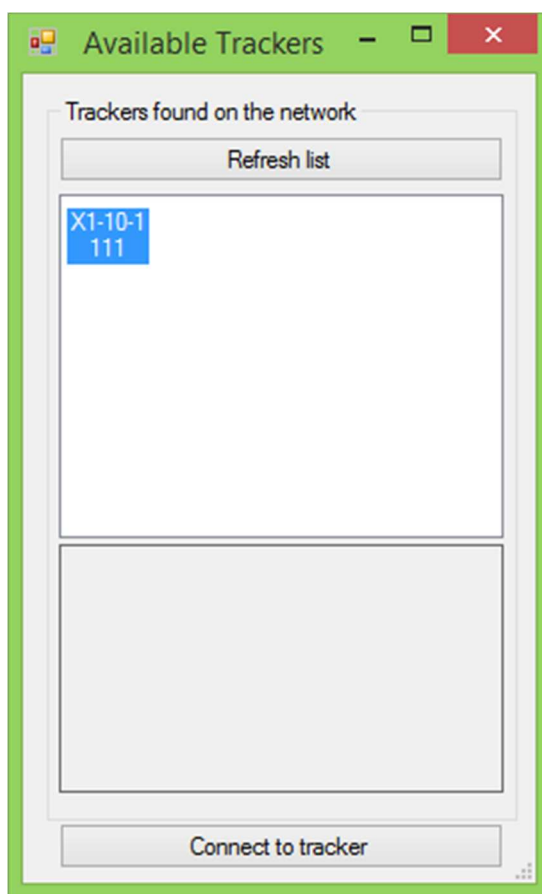 Available Trackers
Trackers found on the network
Refresh list
X1-10-1
111
Connect to tracker